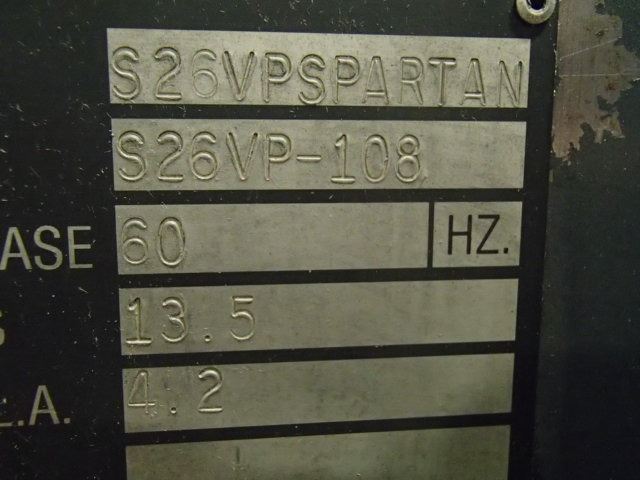 S26VPSPARTAN
S26VP-108
ASE 60 HZ.
13.5
.A. 4.2